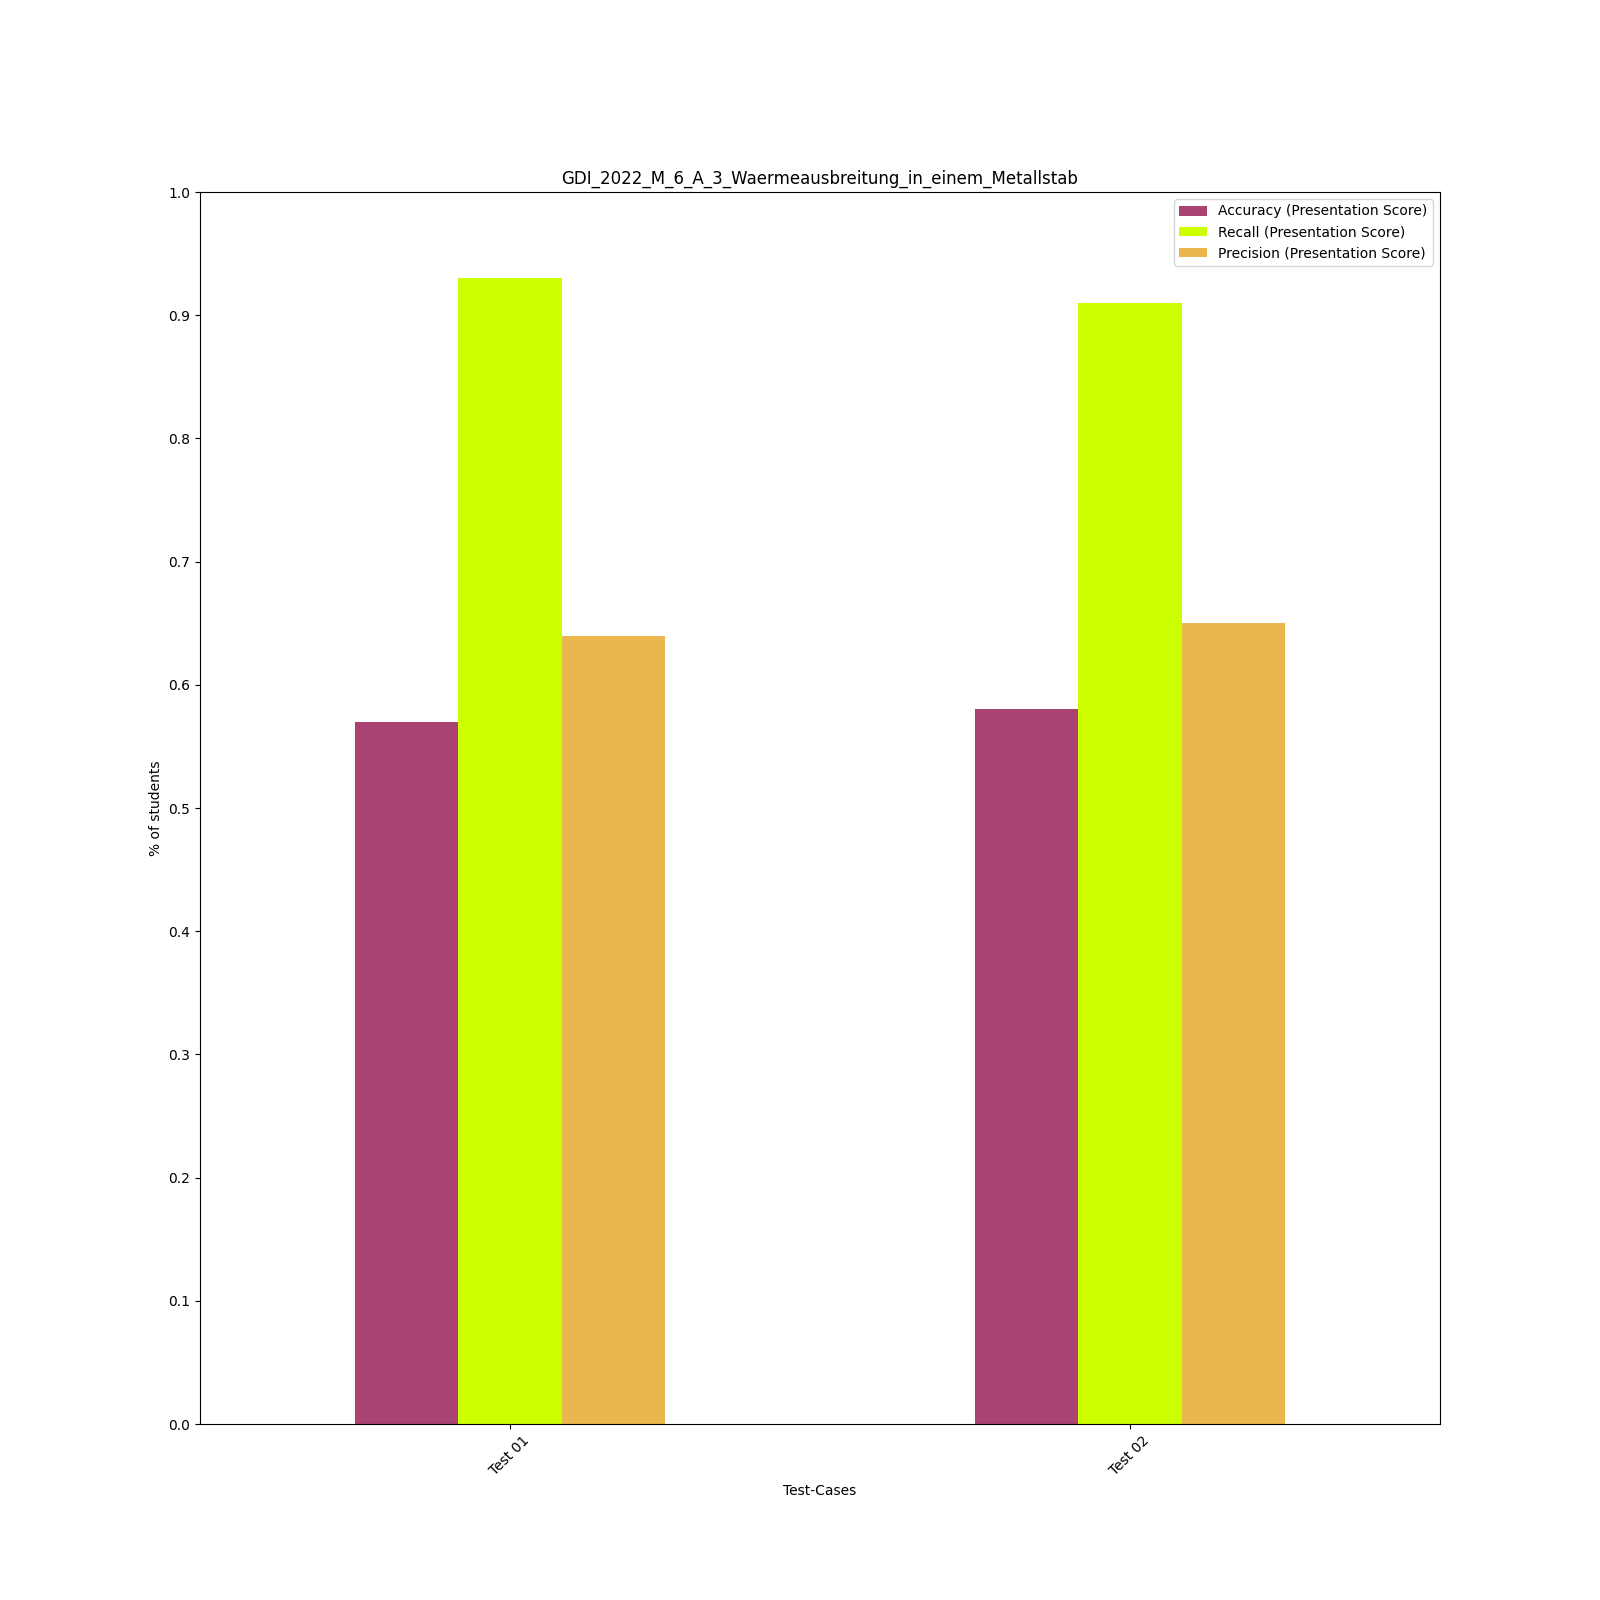 GDI_2022_M_6_A_3_Waermeausbreitung_in_einem_Metallstab
Accuracy (Presentation Score)
Recall (Presentation Score)
Precision (Presentation Score)
1.0
0.9
0.8
0.7
0.6
0.5
0.4
0.3
0.2
0.1
0.0
% of students
Test 01
Test 02
Test-Cases